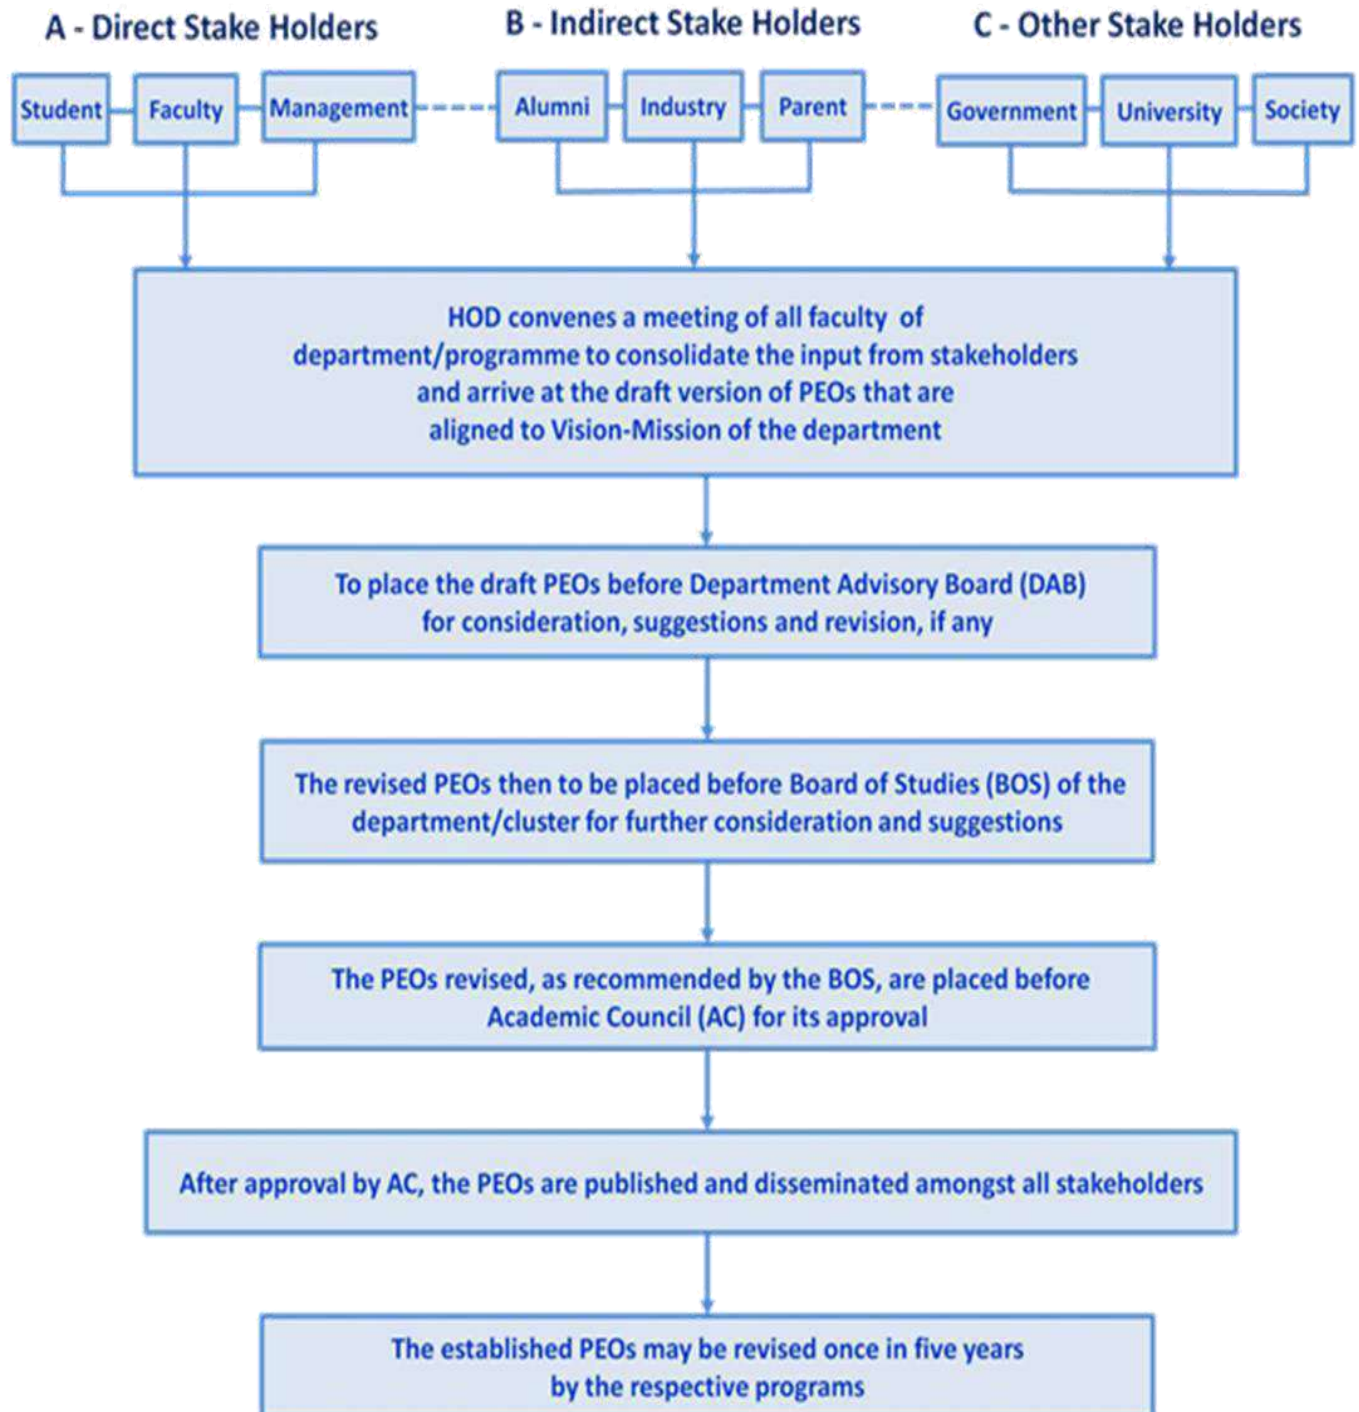 A - Direct Stake Holders
B - Indirect Stake Holders
C - Other Stake Holders
Student
Faculty
Management
Alumni
Industry
Parent
Government
University
Society
HOD convenes a meeting of all faculty of
department/programme to consolidate the input from stakeholders
and arrive at the draft version of PEOs that are
aligned to Vision-Mission of the department
To place the draft PEOs before Department Advisory Board (DAB)
for consideration, suggestions and revision, if any
The revised PEOs then to be placed before Board of Studies (BOS) of the
department/cluster for further consideration and suggestions
The PEOs revised, as recommended by the BOS, are placed before
Academic Council (AC) for its approval
After approval by AC, the PEOs are published and disseminated amongst all stakeholders
The established PEOs may be revised once in five years
by the respective programs